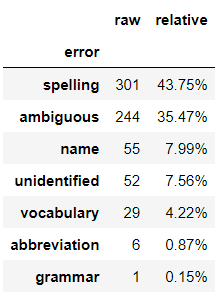 raw relative
error
spelling 301 43.75%
ambiguous 244 35.47%
name 55 7.99%
unidentified 52 7.56%
vocabulary 29 4.22%
abbreviation 6 0.87%
grammar 1 0.15%